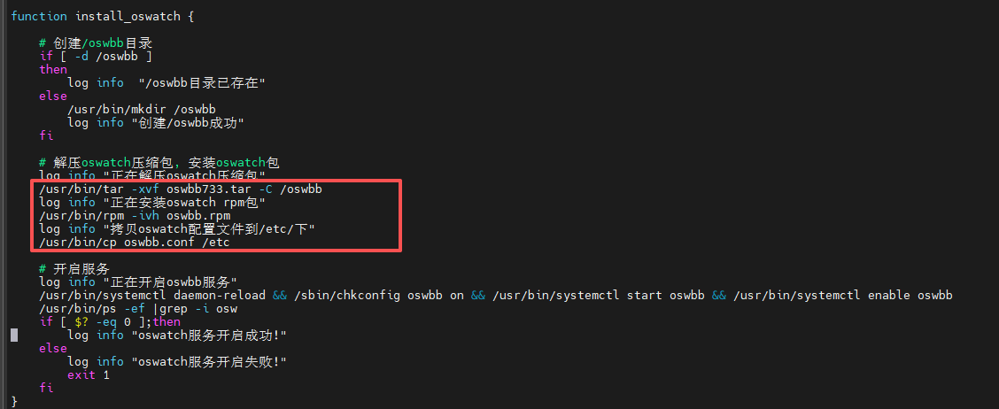 function install_oswatch {
# 创建/oswbb目录
if [ -d /oswbb ]
then
log info  "/oswbb目录已存在"
else
/usr/bin/mkdir /oswbb
log info "创建/oswbb成功"
fi
# 解压oswatch压缩包, 安装oswatch包
log info "正在解压oswatch压缩包"
/usr/bin/tar -xvf oswbb733.tar -C /oswbb
log info "正在安装oswatch rpm包"
/usr/bin/rpm -ivh oswbb.rpm
log info "拷贝oswatch配置文件到/etc/下"
/usr/bin/cp oswbb.conf /etc
# 开启服务
log info "正在开启oswbb服务"
/usr/bin/systemctl daemon-reload && /sbin/chkconfig oswbb on && /usr/bin/systemctl start oswbb && /usr/bin/systemctl enable oswbb
/usr/bin/ps -ef |grep -i osw
if [ $? -eq 0 ];then
log info "oswatch服务开启成功!"
else
log info "oswatch服务开启失败!"
exit 1
fi
}